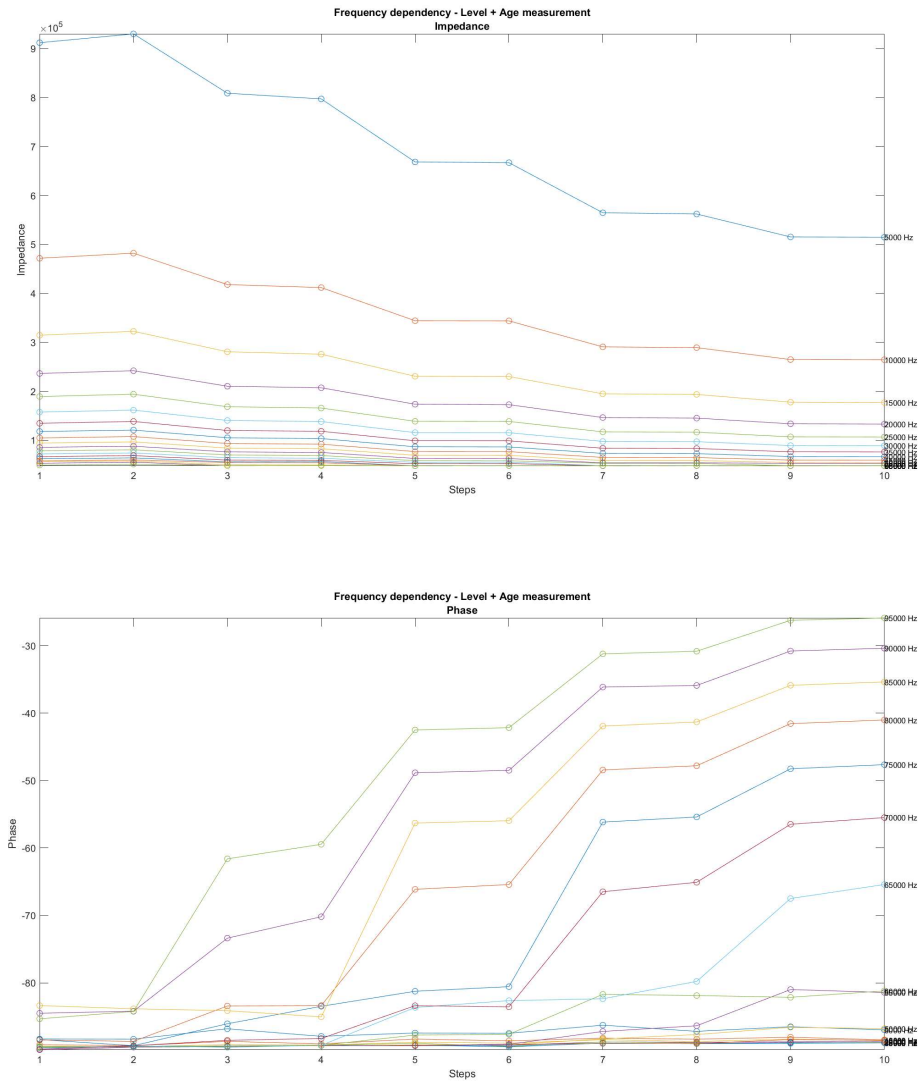 Frequency dependency - Level + Age measurement
Impedance
×10⁵
9
8
7
6
5
4
3
2
1
Impedance
5000 Hz
10000 Hz
15000 Hz
20000 Hz
25000 Hz
30000 Hz
35000 Hz
1 2 3 4 5 6 7 8 9 10
Steps
Frequency dependency - Level + Age measurement
Phase
-30
-40
-50
-60
-70
-80
Phase
95000 Hz
90000 Hz
85000 Hz
80000 Hz
75000 Hz
70000 Hz
65000 Hz
1 2 3 4 5 6 7 8 9 10
Steps